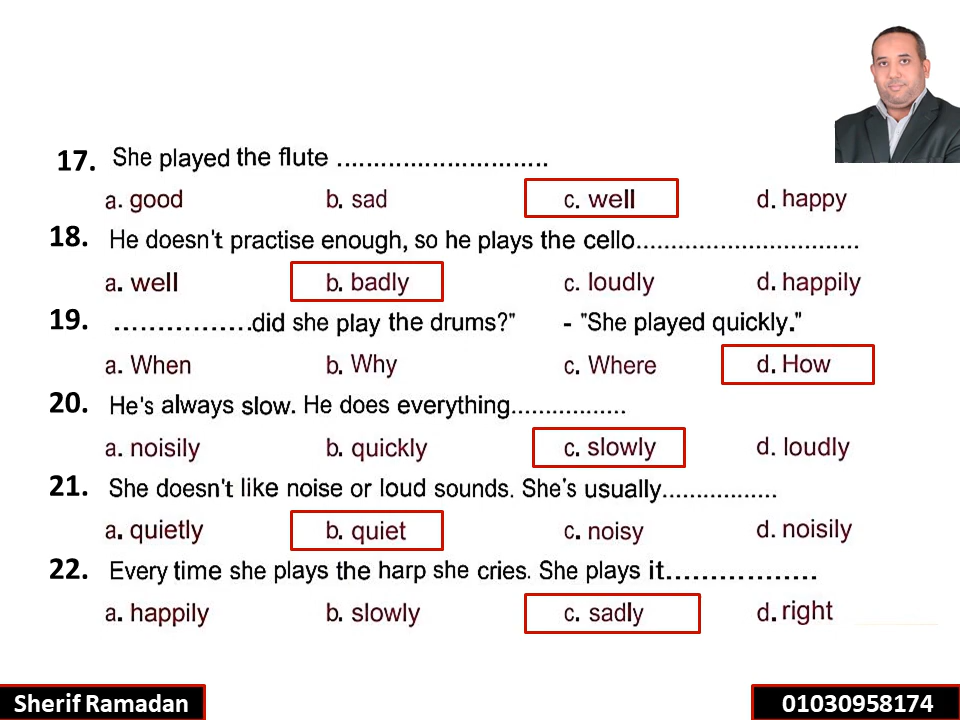 17. She played the flute .............................
a. good b. sad c. well d. happy
18. He doesn't practise enough, so he plays the cello................................
a. well b. badly c. loudly d. happily
19. ................did she play the drums?" - "She played quickly."
a. When b. Why c. Where d. How
20. He's always slow. He does everything.................
a. noisily b. quickly c. slowly d. loudly
21. She doesn't like noise or loud sounds. She's usually.................
a. quietly b. quiet c. noisy d. noisily
22. Every time she plays the harp she cries. She plays it.................
a. happily b. slowly c. sadly d. right
Sherif Ramadan 01030958174